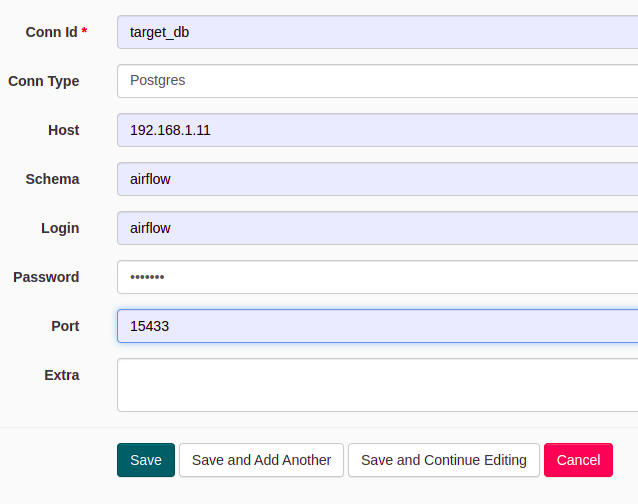 Conn Id * target_db
Conn Type Postgres
Host 192.168.1.11
Schema airflow
Login airflow
Password •••••••
Port 15433
Extra
Save Save and Add Another Save and Continue Editing Cancel